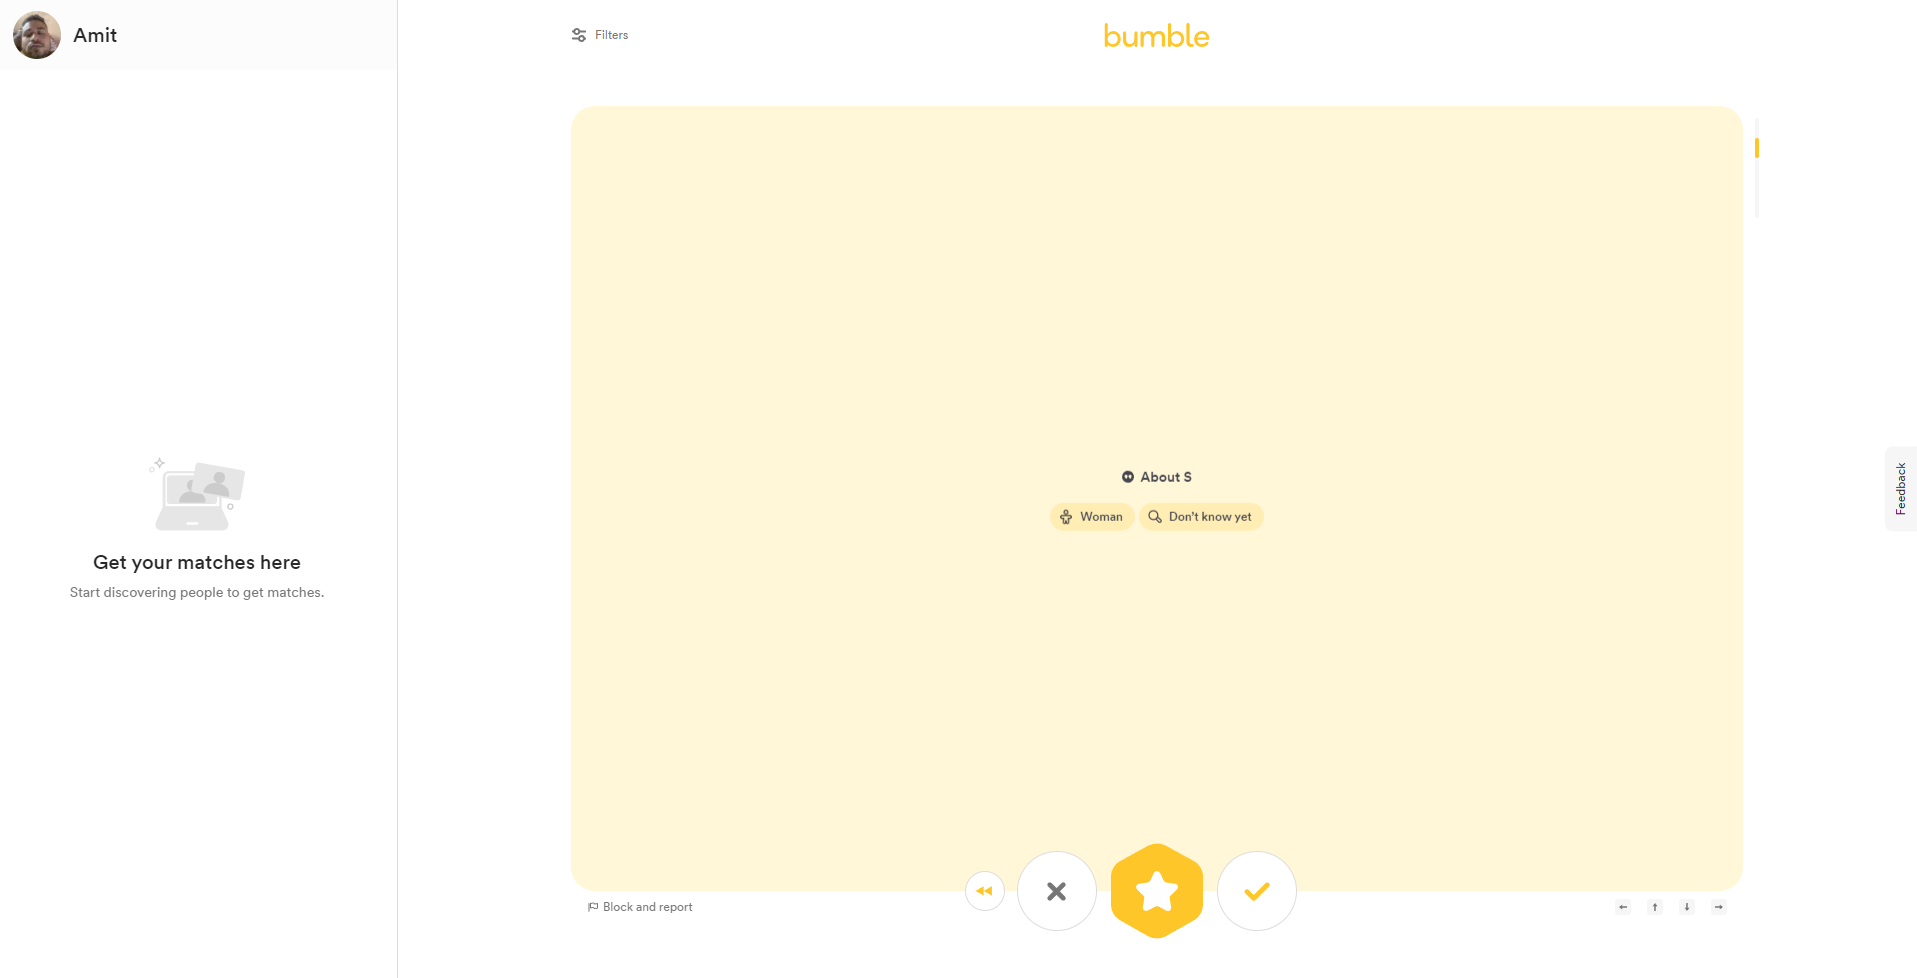 Amit
Filters
bumble
About S
Woman
Don't know yet
Get your matches here
Start discovering people to get matches.
Feedback
Block and report